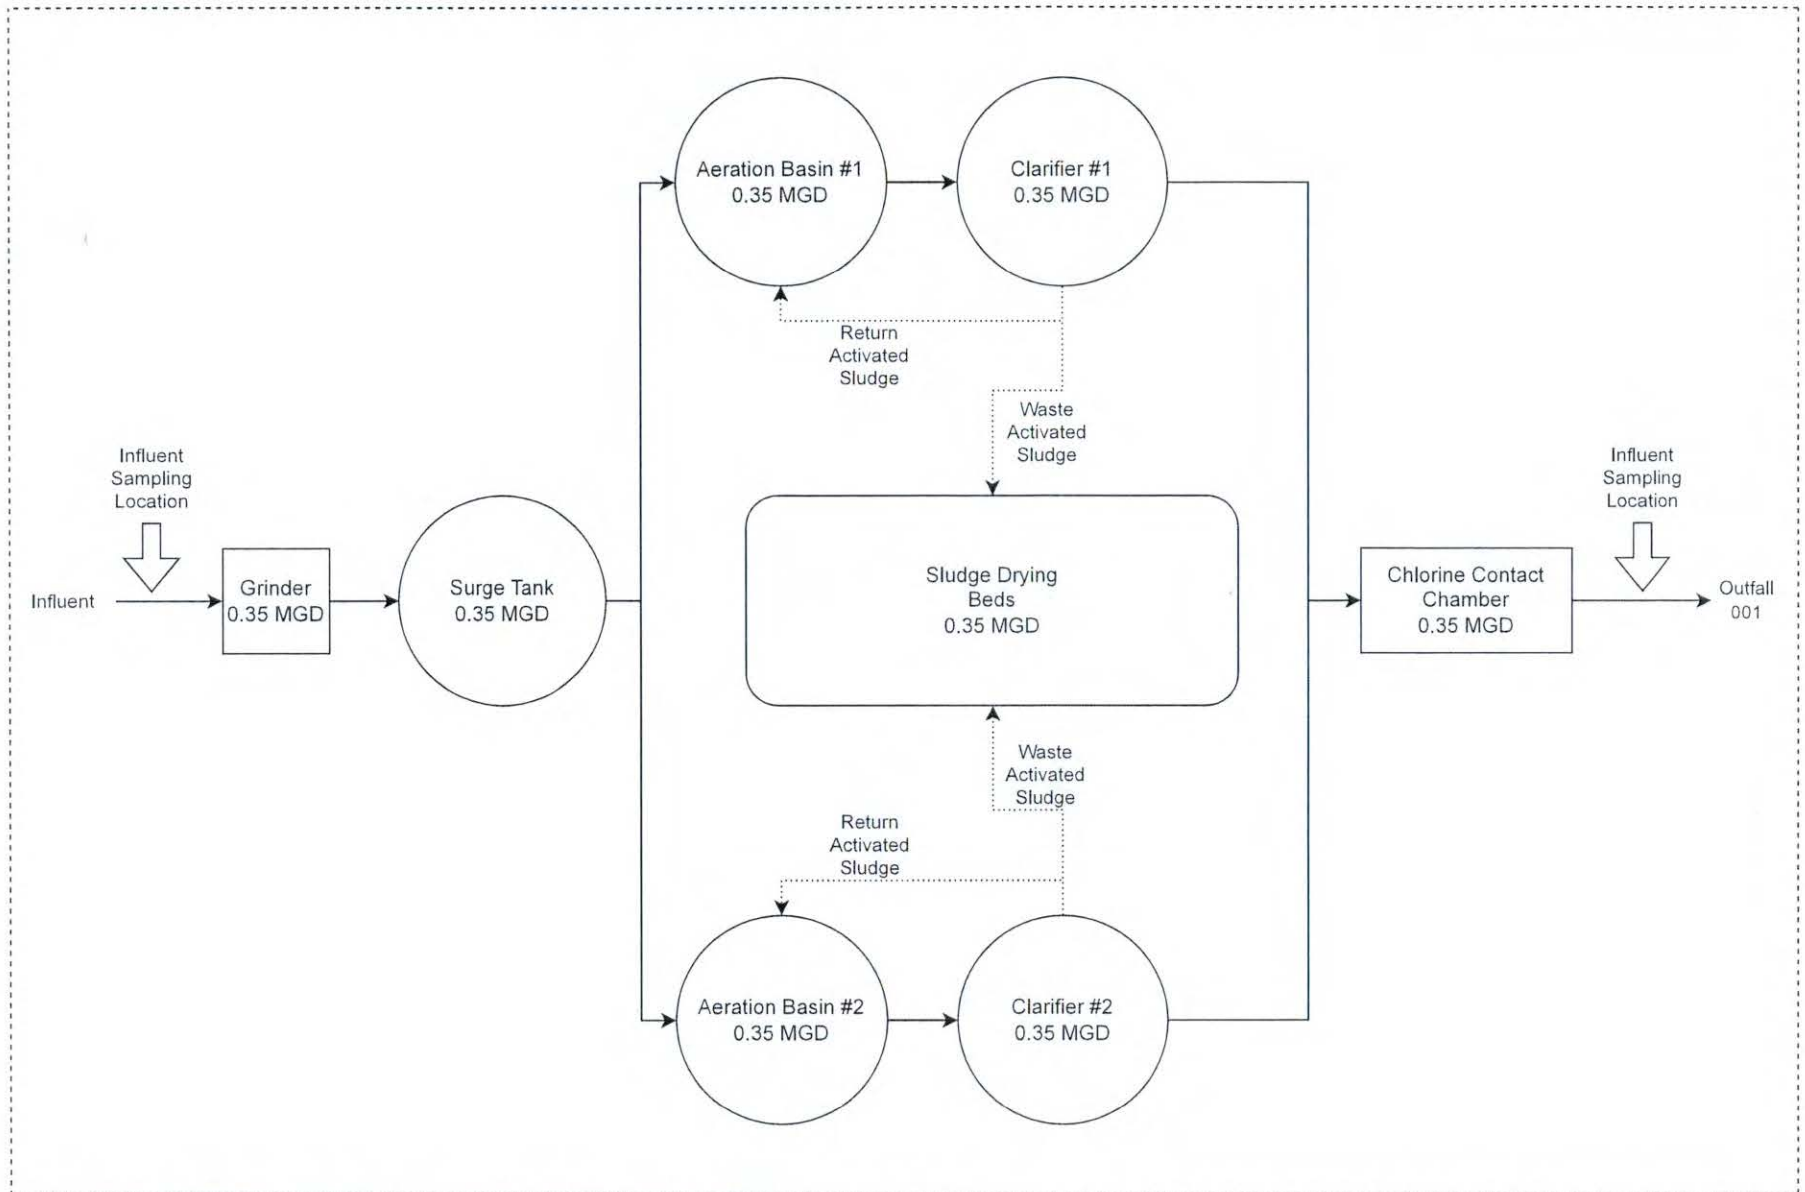 Aeration Basin #1
0.35 MGD
Clarifier #1
0.35 MGD
Return
Activated
Sludge
Waste
Activated
Sludge
Influent
Sampling
Location
Influent
Grinder
0.35 MGD
Surge Tank
0.35 MGD
Sludge Drying
Beds
0.35 MGD
Influent
Sampling
Location
Chlorine Contact
Chamber
0.35 MGD
Outfall
001
Waste
Activated
Sludge
Return
Activated
Sludge
Aeration Basin #2
0.35 MGD
Clarifier #2
0.35 MGD